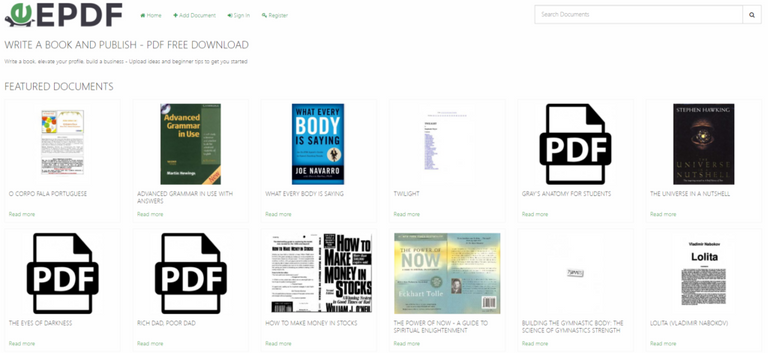 EPDF
Home
Add Document
Sign In
Register
Search Documents
WRITE A BOOK AND PUBLISH - PDF FREE DOWNLOAD
Write a book, elevate your profile, build a business - Upload ideas and beginner tips to get you started
FEATURED DOCUMENTS
Advanced
Grammar
in Use
Martin Hewings
WHAT EVERY
BODY
IS SAYING
JOE NAVARRO
TWILIGHT
PDF
STEPHEN HAWKING
THE
UNIVERSE
IN A
NUTSHELL
O CORPO FALA PORTUGUESE
ADVANCED GRAMMAR IN USE WITH
ANSWERS
WHAT EVERY BODY IS SAYING
TWILIGHT
GRAY'S ANATOMY FOR STUDENTS
THE UNIVERSE IN A NUTSHELL
Read more
Read more
Read more
Read more
Read more
Read more
PDF
PDF
HOW TO
MAKE
MONEY IN
STOCKS
WILLIAM J.
HOW TO
MAKE
MONEY
IN
STOCKS
THE POWER OF
NOW
Eckhart Tolle
Vladimir Nabokov
Lolita
THE EYES OF DARKNESS
RICH DAD, POOR DAD
HOW TO MAKE MONEY IN STOCKS
THE POWER OF NOW - A GUIDE TO
SPIRITUAL ENLIGHTENMENT
BUILDING THE GYMNASTIC BODY: THE
SCIENCE OF GYMNASTICS STRENGTH
LOLITA (VLADIMIR NABOKOV)
Read more
Read more
Read more
Read more
Read more
Read more